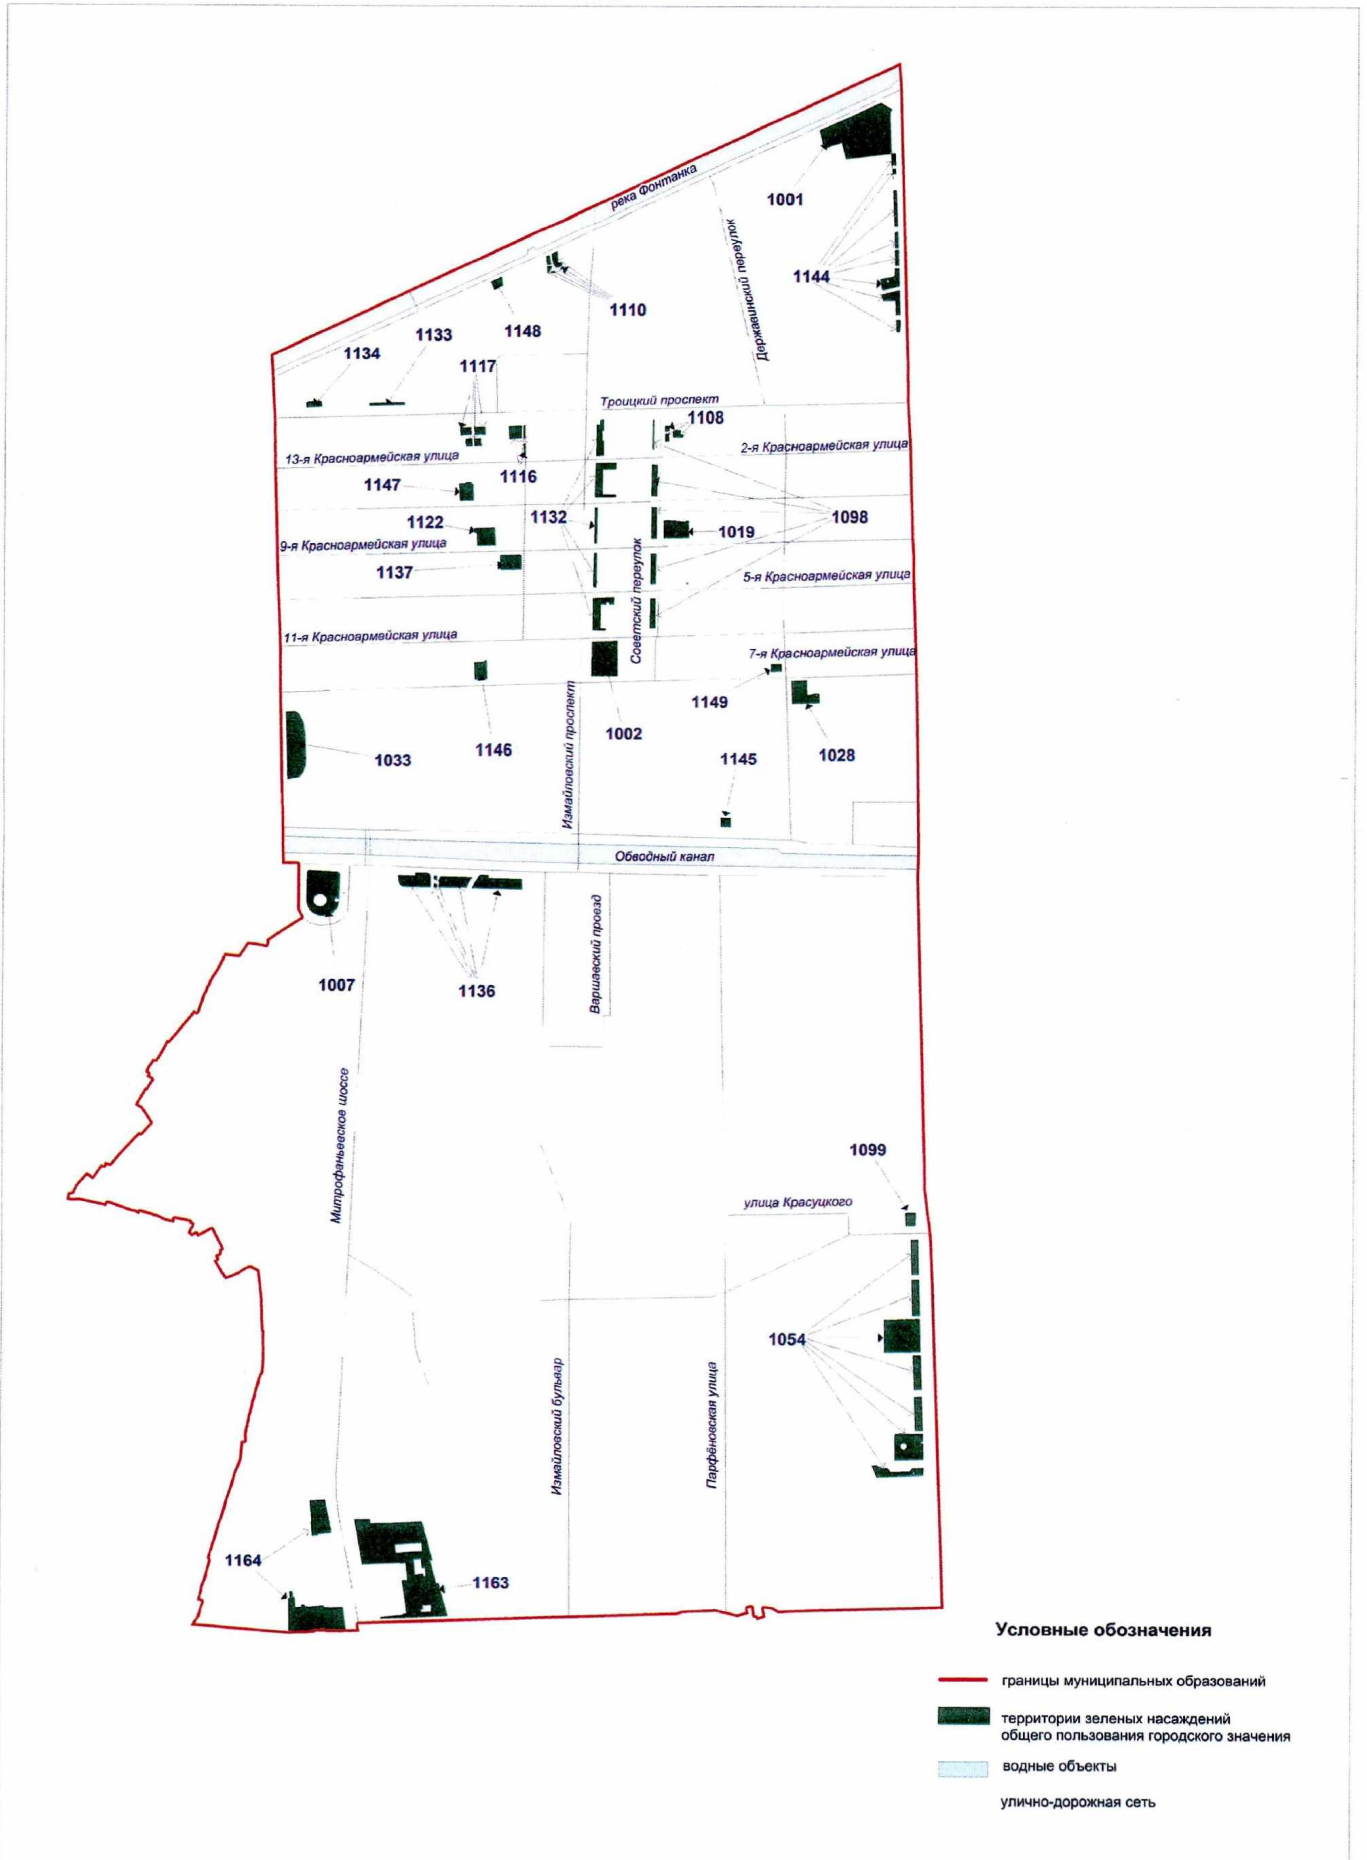 река Фонтанка
1001
Державинский переулок
1144
1110
1148
1133
1134
1117
Троицкий проспект
1108
2-я Красноармейская улица
13-я Красноармейская улица
1116
1147
1132
1098
1122
1019
9-я Красноармейская улица
1137
5-я Красноармейская улица
Советский переулок
11-я Красноармейская улица
7-я Красноармейская улица
1149
1002
1146
1033
1028
1145
Измайловский проспект
Обводный канал
1007
1136
Варшавский проезд
Митрофаньевское шоссе
1099
улица Красуцкого
1054
Измайловский бульвар
Парфёновская улица
1164
1163
Условные обозначения
границы муниципальных образований
территории зеленых насаждений
общего пользования городского значения
водные объекты
улично-дорожная сеть